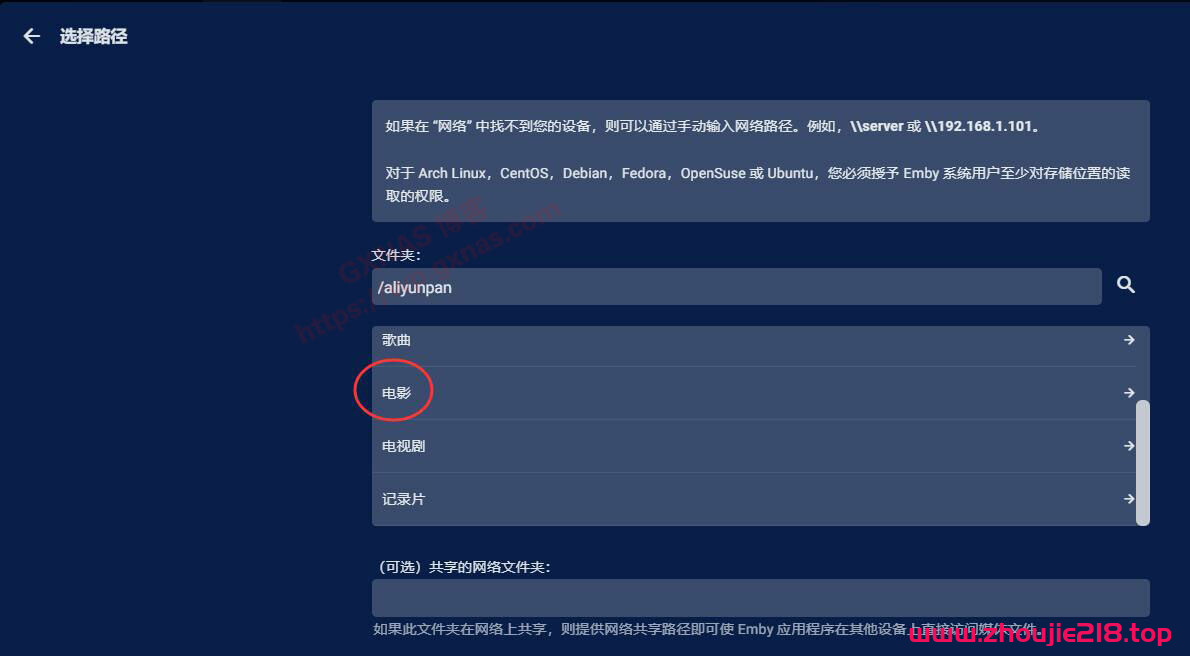 选择路径
如果在 “网络” 中找不到您的设备，则可以通过手动输入网络路径。例如，\\server 或 \\192.168.1.101。
对于 Arch Linux，CentOS，Debian，Fedora，OpenSuse 或 Ubuntu，您必须授予 Emby 系统用户至少对存储位置的读
取的权限。
GXNAS 博客
文件夹：
/aliyunpan
歌曲
电影
电视剧
记录片
（可选）共享的网络文件夹：
如果此文件夹在网络上共享，则提供网络共享路径即可使 Emby 应用程序在其他设备上直接访问媒体文件。
www.zhoujie218.top